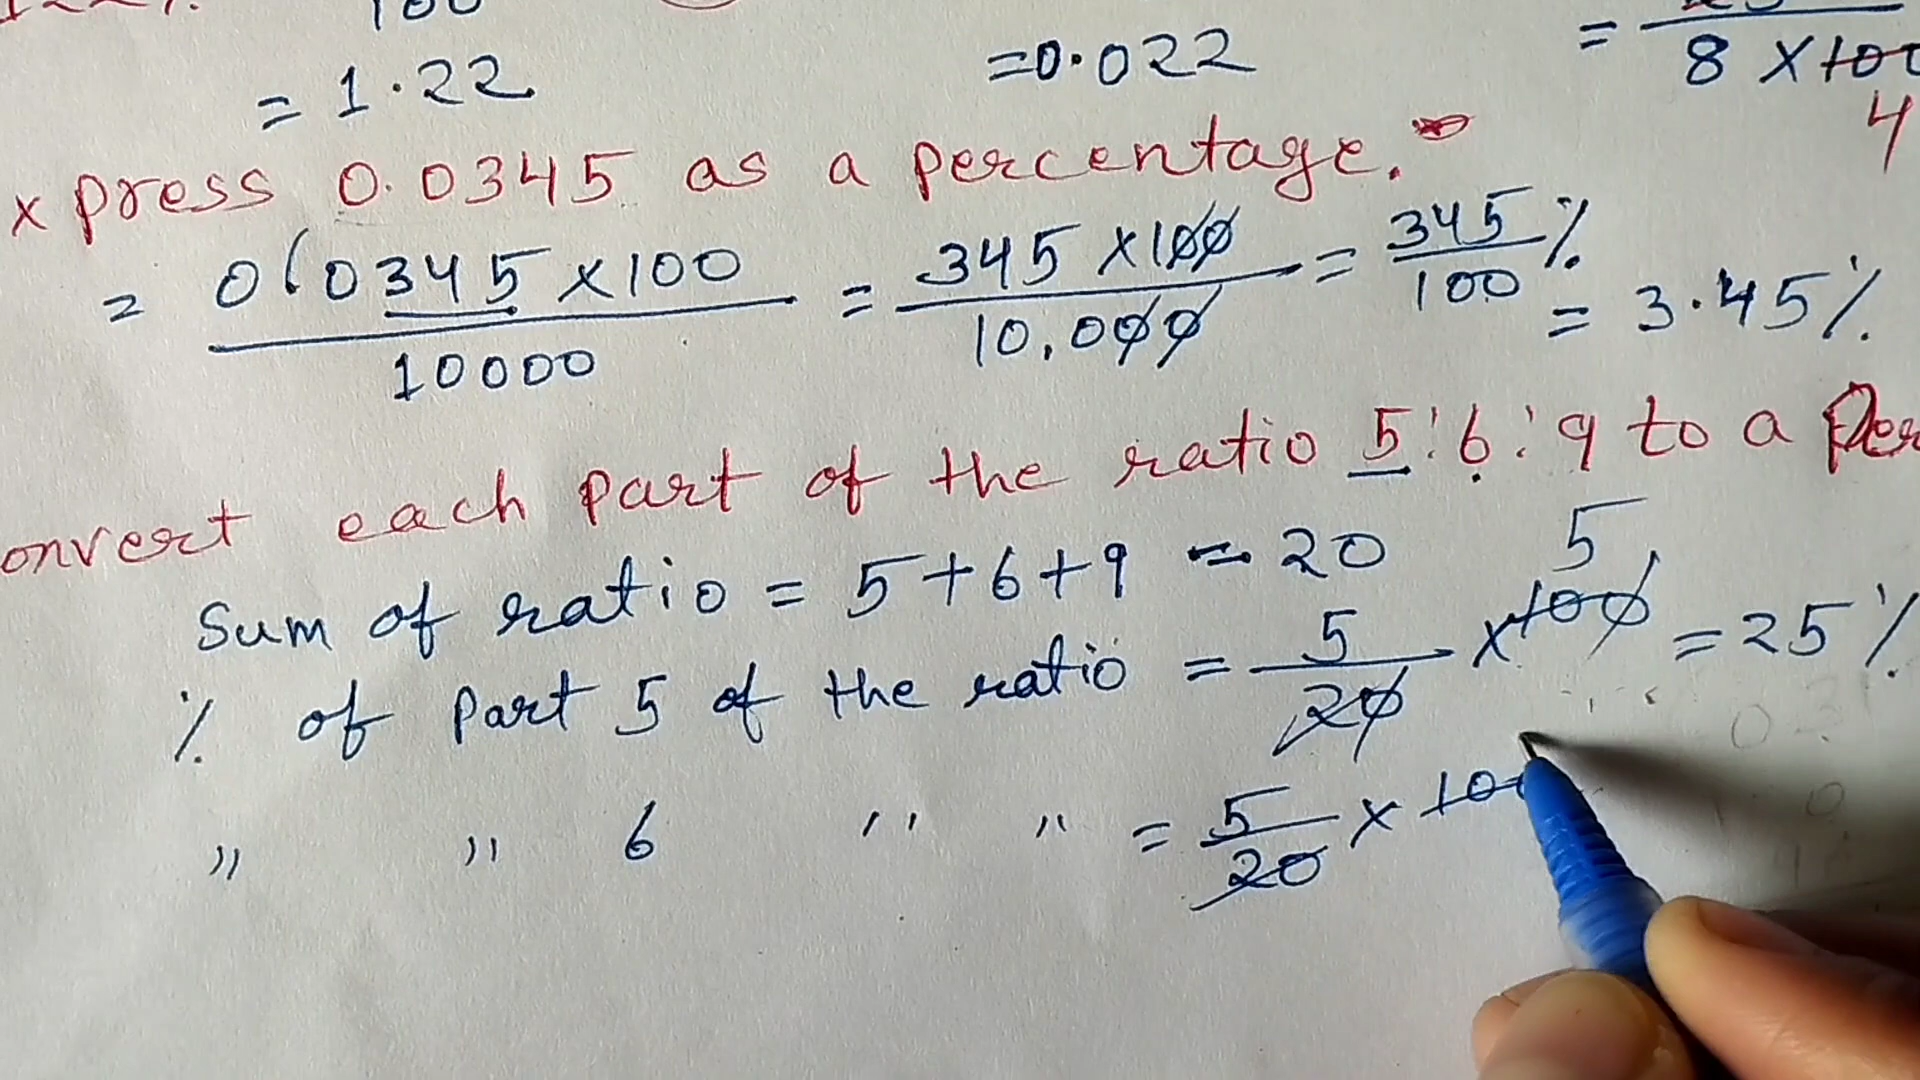 100
= 1.22
=0.022
= 8 x 100
4
xpress 0.0345 as a percentage.
= 0.0345 x 100 / 10000 = 345 x 100 / 10,000 = 345 / 100 % = 3.45%
onvert each part of the ratio 5:6:9 to a Per
Sum of ratio = 5+6+9 = 20
% of Part 5 of the ratio = 5 / 20 x 100 5 = 25%
" " 6 " " = 5 / 20 x 100